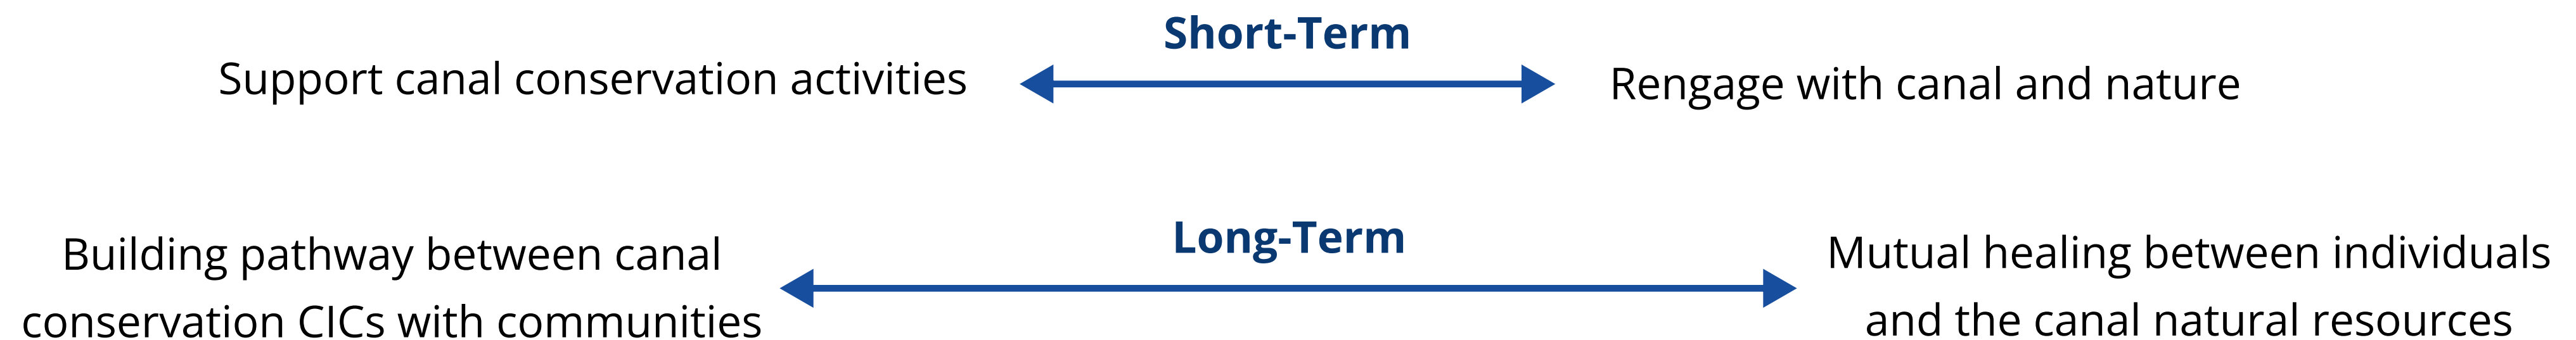 Short-Term
Support canal conservation activities
Rengage with canal and nature
Long-Term
Building pathway between canal
conservation CICs with communities
Mutual healing between individuals
and the canal natural resources